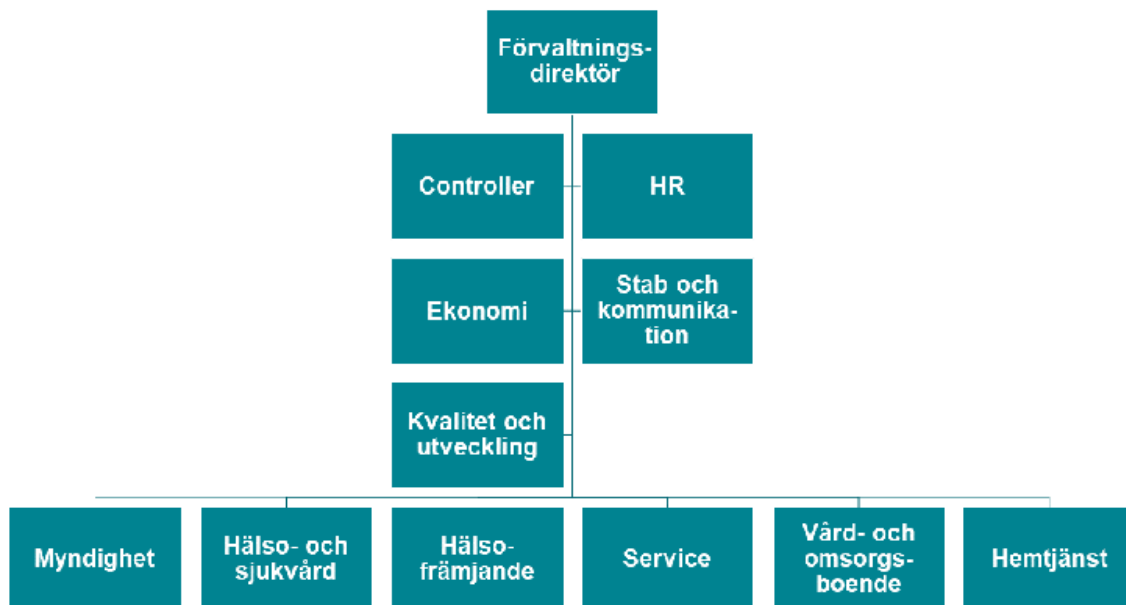 Förvaltnings-
direktör
Controller
HR
Ekonomi
Stab och
kommunika-
tion
Kvalitet och
utveckling
Myndighet
Hälso- och
sjukvård
Hälso-
främjande
Service
Vård- och
omsorgs-
boende
Hemtjänst